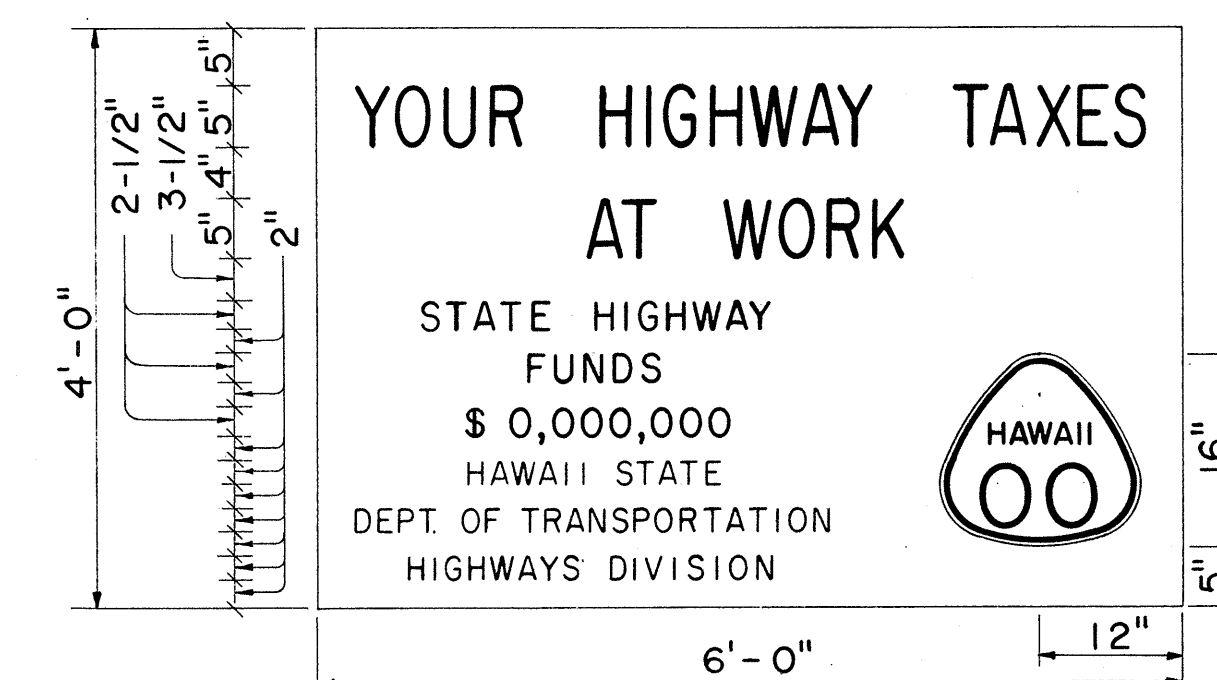 5"
5"
4"
5"
2-1/2"
3-1/2"
2"
4'-0"
YOUR HIGHWAY TAXES
AT WORK
STATE HIGHWAY
FUNDS
$ 0,000,000
HAWAII STATE
DEPT. OF TRANSPORTATION
HIGHWAYS DIVISION
HAWAII
00
16"
5"
12"
6'-0"